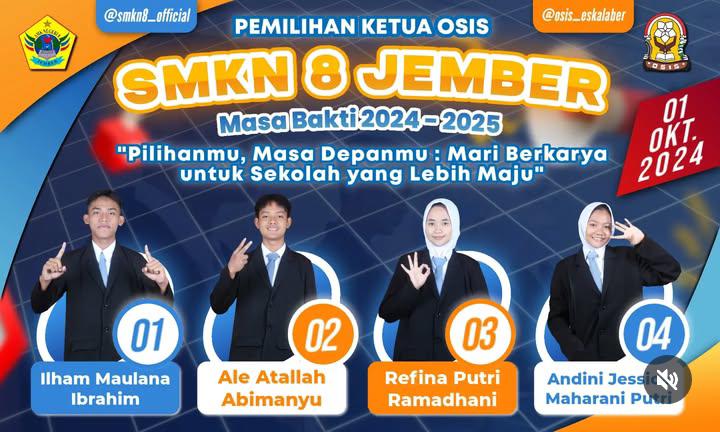 @smkn8_official
@osis_eskalaber
PEMILIHAN KETUA OSIS
SMKN 8 JEMBER
Masa Bakti 2024 - 2025
"Pilihanmu, Masa Depanmu : Mari Berkarya
untuk Sekolah yang Lebih Maju"
01
OKT.
2024
OSIS
01
Ilham Maulana
Ibrahim
02
Ale Atallah
Abimanyu
03
Refina Putri
Ramadhani
04
Andini Jessica
Maharani Putri